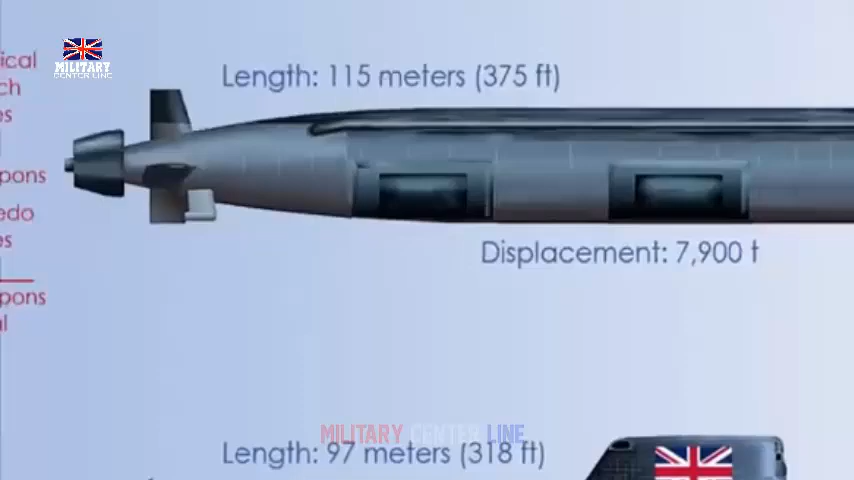 MILITARY
CENTER LINE
Length: 115 meters (375 ft)
Displacement: 7,900 t
MILITARY CENTER LINE
Length: 97 meters (318 ft)